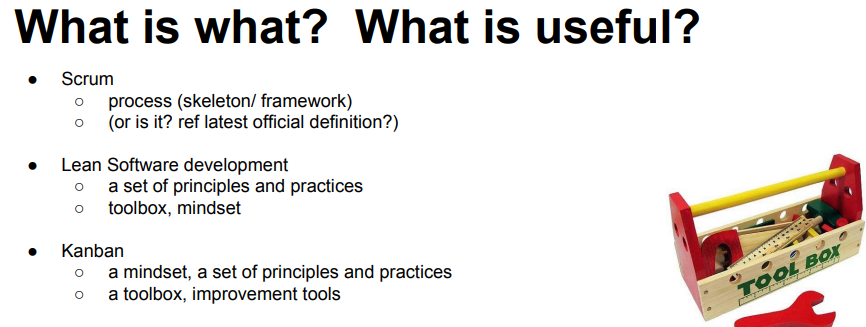 What is what?  What is useful?
● Scrum
○ process (skeleton/ framework)
○ (or is it? ref latest official definition?)
● Lean Software development
○ a set of principles and practices
○ toolbox, mindset
● Kanban
○ a mindset, a set of principles and practices
○ a toolbox, improvement tools
TOOL BOX